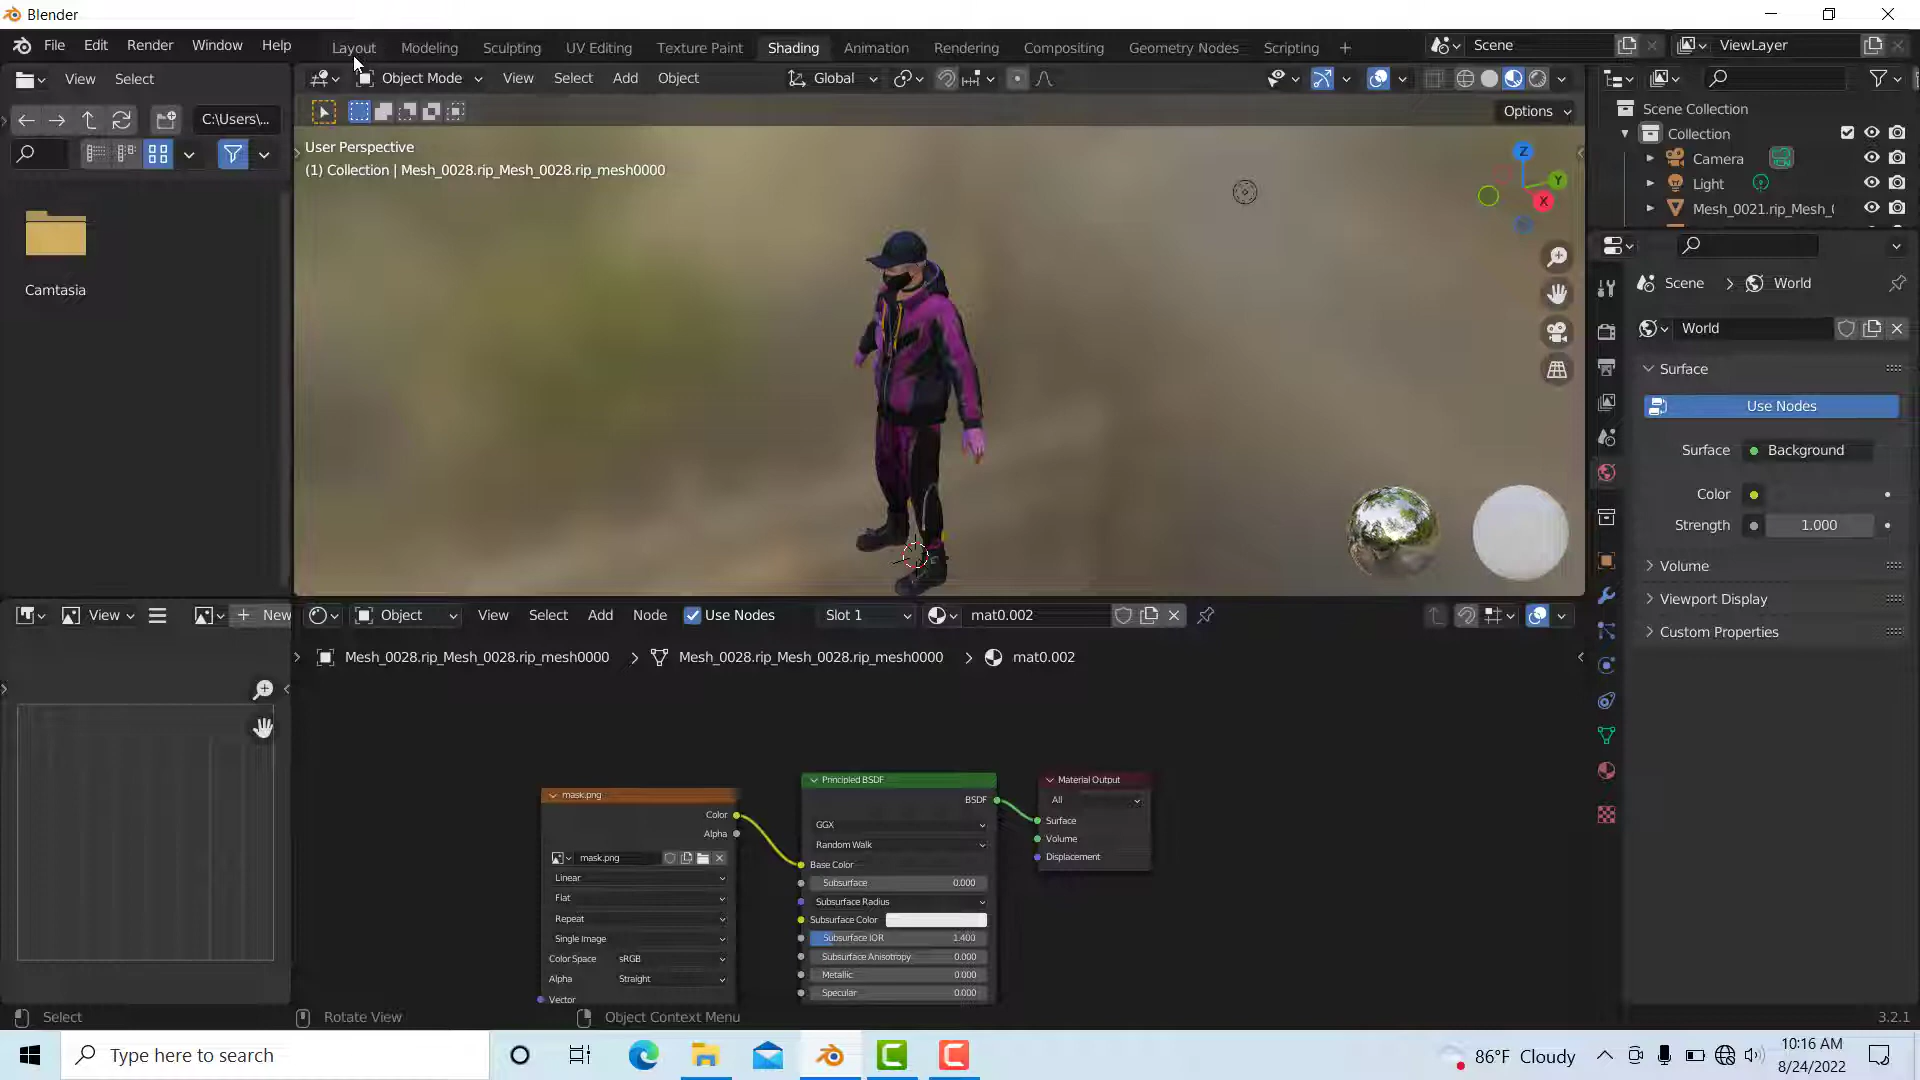 Blender
File Edit Render Window Help Layout Modeling Sculpting UV Editing Texture Paint Shading Animation Rendering Compositing Geometry Nodes Scripting + Scene ViewLayer
View Select Object Mode View Select Add Object Global
C:\Users\...
Options
User Perspective
(1) Collection | Mesh_0028.rip_Mesh_0028.rip_mesh0000
Z
Y
X
Camtasia
Scene Collection
Collection
Camera
Light
Mesh_0021.rip_Mesh_(
Scene > World
World
Surface
Use Nodes
Surface Background
Color
Strength 1.000
Volume
Viewport Display
Custom Properties
View + New
Object View Select Add Node Use Nodes Slot 1 mat0.002
Mesh_0028.rip_Mesh_0028.rip_mesh0000 > Mesh_0028.rip_Mesh_0028.rip_mesh0000 > mat0.002
mask.png
Color
Alpha
mask.png
Linear
Flat
Repeat
Single Image
Color Space sRGB
Alpha Straight
Vector
Principled BSDF
BSDF
GGX
Random Walk
Base Color
Subsurface 0.000
Subsurface Radius
Subsurface Color
Subsurface IOR 1.400
Subsurface Anisotropy 0.000
Metallic 0.000
Specular 0.000
Material Output
All
Surface
Volume
Displacement
Select Rotate View Object Context Menu 3.2.1
Type here to search
86°F Cloudy
10:16 AM
8/24/2022